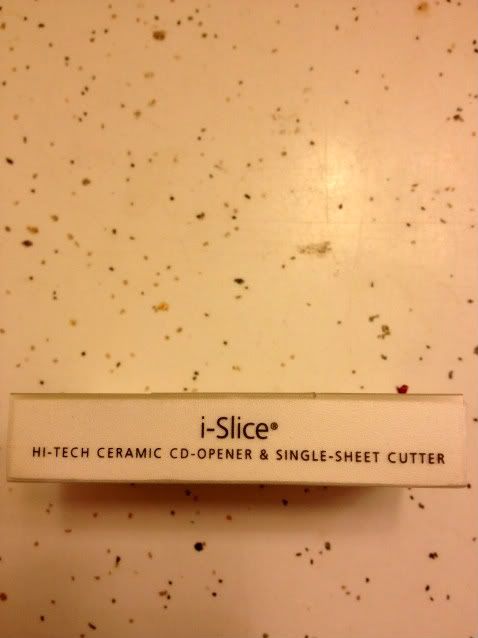 i-Slice®
HI-TECH CERAMIC CD-OPENER & SINGLE-SHEET CUTTER